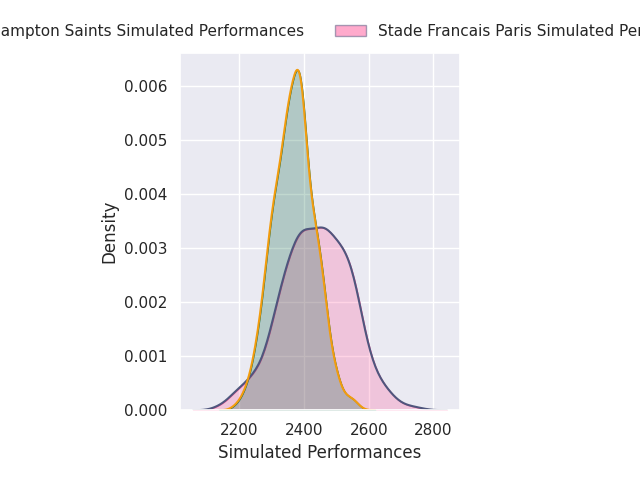 ampton Saints Simulated Performances
Stade Francais Paris Simulated Per
0.006
0.005
0.004
0.003
0.002
0.001
0.000
Density
2200 2400 2600 2800
Simulated Performances